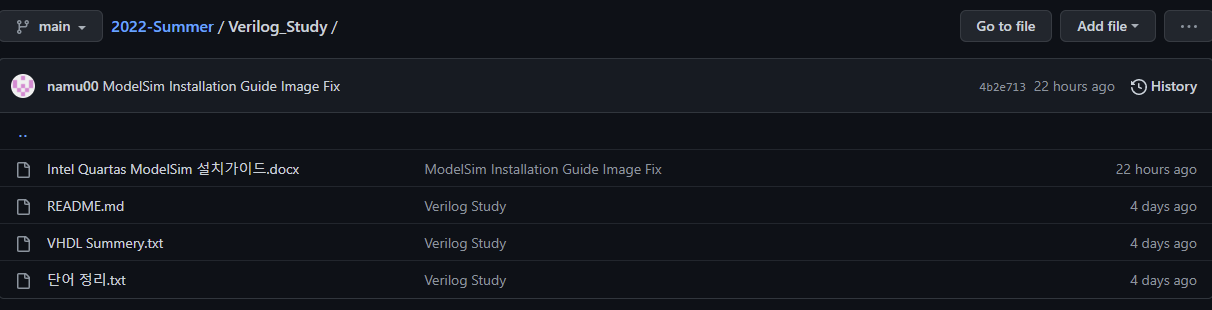 main 2022-Summer / Verilog_Study / Go to file Add file ...
namu00 ModelSim Installation Guide Image Fix 4b2e713 22 hours ago History
..
Intel Quartas ModelSim 설치가이드.docx ModelSim Installation Guide Image Fix 22 hours ago
README.md Verilog Study 4 days ago
VHDL Summery.txt Verilog Study 4 days ago
단어 정리.txt Verilog Study 4 days ago